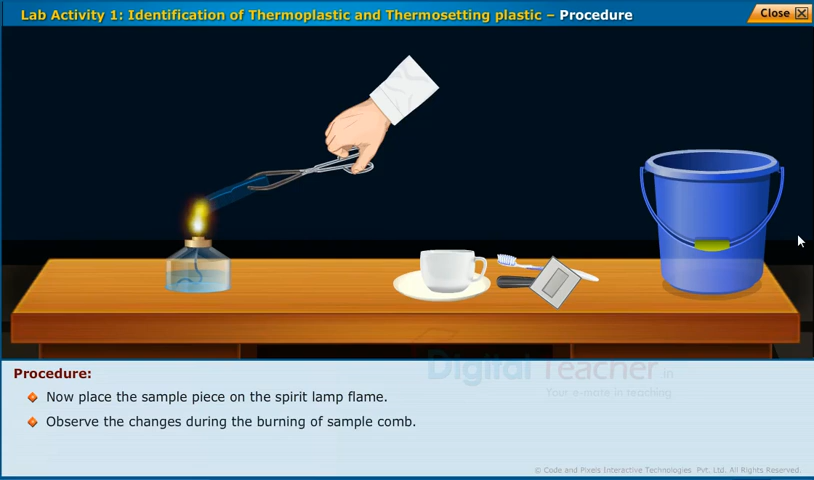 Lab Activity 1: Identification of Thermoplastic and Thermosetting plastic – Procedure
Close
Procedure:
Now place the sample piece on the spirit lamp flame.
Observe the changes during the burning of sample comb.
Digital Teacher in
Your e-mate in teaching.
© Code and Pixels Interactive Technologies Pvt. Ltd. All Rights Reserved.